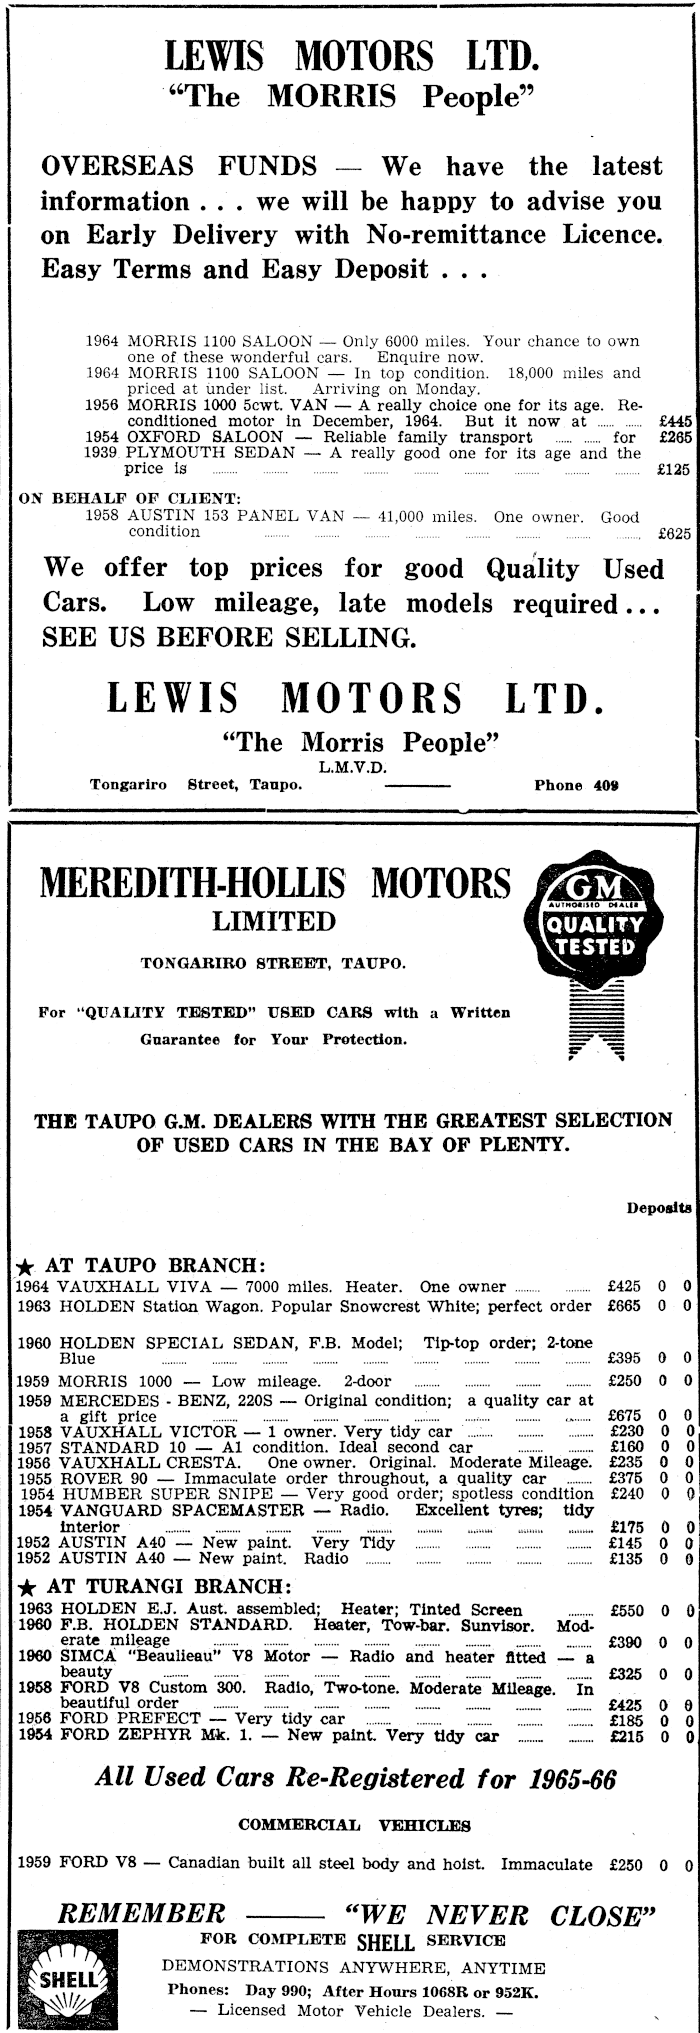 LEWIS MOTORS LTD.
"The MORRIS People"
OVERSEAS FUNDS — We have the latest
information . . . we will be happy to advise you
on Early Delivery with No-remittance Licence.
Easy Terms and Easy Deposit . . .
1964 MORRIS 1100 SALOON — Only 6000 miles. Your chance to own
one of these wonderful cars. Enquire now.
1964 MORRIS 1100 SALOON — In top condition. 18,000 miles and
priced at under list. Arriving on Monday.
1956 MORRIS 1000 5cwt. VAN — A really choice one for its age. Re-
conditioned motor in December, 1964. But it now at ...... ...... £445
1954 OXFORD SALOON — Reliable family transport ...... ...... for £265
1939 PLYMOUTH SEDAN — A really good one for its age and the
price is ...... ...... ...... ...... ...... ...... ...... ...... ...... £125
ON BEHALF OF CLIENT:
1958 AUSTIN 153 PANEL VAN — 41,000 miles. One owner. Good
condition ...... ...... ...... ...... ...... ...... ...... ...... £625
We offer top prices for good Quality Used
Cars. Low mileage, late models required . . .
SEE US BEFORE SELLING.
LEWIS MOTORS LTD.
"The Morris People"
L.M.V.D.
Tongariro Street, Taupo. ——— Phone 409
MEREDITH-HOLLIS MOTORS
LIMITED
TONGARIRO STREET, TAUPO.
For "QUALITY TESTED" USED CARS with a Written
Guarantee for Your Protection.
GM
AUTHORISED DEALER
QUALITY
TESTED
THE TAUPO G.M. DEALERS WITH THE GREATEST SELECTION
OF USED CARS IN THE BAY OF PLENTY.
Deposits
★ AT TAUPO BRANCH:
1964 VAUXHALL VIVA — 7000 miles. Heater. One owner ...... ...... £425 0 0
1963 HOLDEN Station Wagon. Popular Snowcrest White; perfect order £665 0 0
1960 HOLDEN SPECIAL SEDAN, F.B. Model; Tip-top order; 2-tone
Blue ...... ...... ...... ...... ...... ...... ...... ...... ...... £395 0 0
1959 MORRIS 1000 — Low mileage. 2-door ...... ...... ...... ...... £250 0 0
1959 MERCEDES - BENZ, 220S — Original condition; a quality car at
a gift price ...... ...... ...... ...... ...... ...... ...... ...... £675 0 0
1958 VAUXHALL VICTOR — 1 owner. Very tidy car ...... ...... ...... £230 0 0
1957 STANDARD 10 — A1 condition. Ideal second car ...... ...... £160 0 0
1956 VAUXHALL CRESTA. One owner. Original. Moderate Mileage. £235 0 0
1955 ROVER 90 — Immaculate order throughout, a quality car ...... £375 0 0
1954 HUMBER SUPER SNIPE — Very good order; spotless condition £240 0 0
1954 VANGUARD SPACEMASTER — Radio. Excellent tyres; tidy
interior ...... ...... ...... ...... ...... ...... ...... ...... ...... £175 0 0
1952 AUSTIN A40 — New paint. Very Tidy ...... ...... ...... ...... £145 0 0
1952 AUSTIN A40 — New paint. Radio ...... ...... ...... ...... ...... £135 0 0
★ AT TURANGI BRANCH:
1963 HOLDEN E.J. Aust. assembled; Heater; Tinted Screen ...... £550 0 0
1960 F.B. HOLDEN STANDARD. Heater, Tow-bar. Sunvisor. Mod-
erate mileage ...... ...... ...... ...... ...... ...... ...... ...... £390 0 0
1960 SIMCA "Beaulieau" V8 Motor — Radio and heater fitted — a
beauty ...... ...... ...... ...... ...... ...... ...... ...... ...... £325 0 0
1958 FORD V8 Custom 300. Radio, Two-tone. Moderate Mileage. In
beautiful order ...... ...... ...... ...... ...... ...... ...... ...... £425 0 0
1956 FORD PREFECT — Very tidy car ...... ...... ...... ...... ...... £185 0 0
1954 FORD ZEPHYR Mk. 1. — New paint. Very tidy car ...... ...... £215 0 0
All Used Cars Re-Registered for 1965-66
COMMERCIAL VEHICLES
1959 FORD V8 — Canadian built all steel body and hoist. Immaculate £250 0 0
REMEMBER ——— "WE NEVER CLOSE"
FOR COMPLETE SHELL SERVICE
DEMONSTRATIONS ANYWHERE, ANYTIME
Phones: Day 990; After Hours 1068R or 952K.
— Licensed Motor Vehicle Dealers. —
SHELL